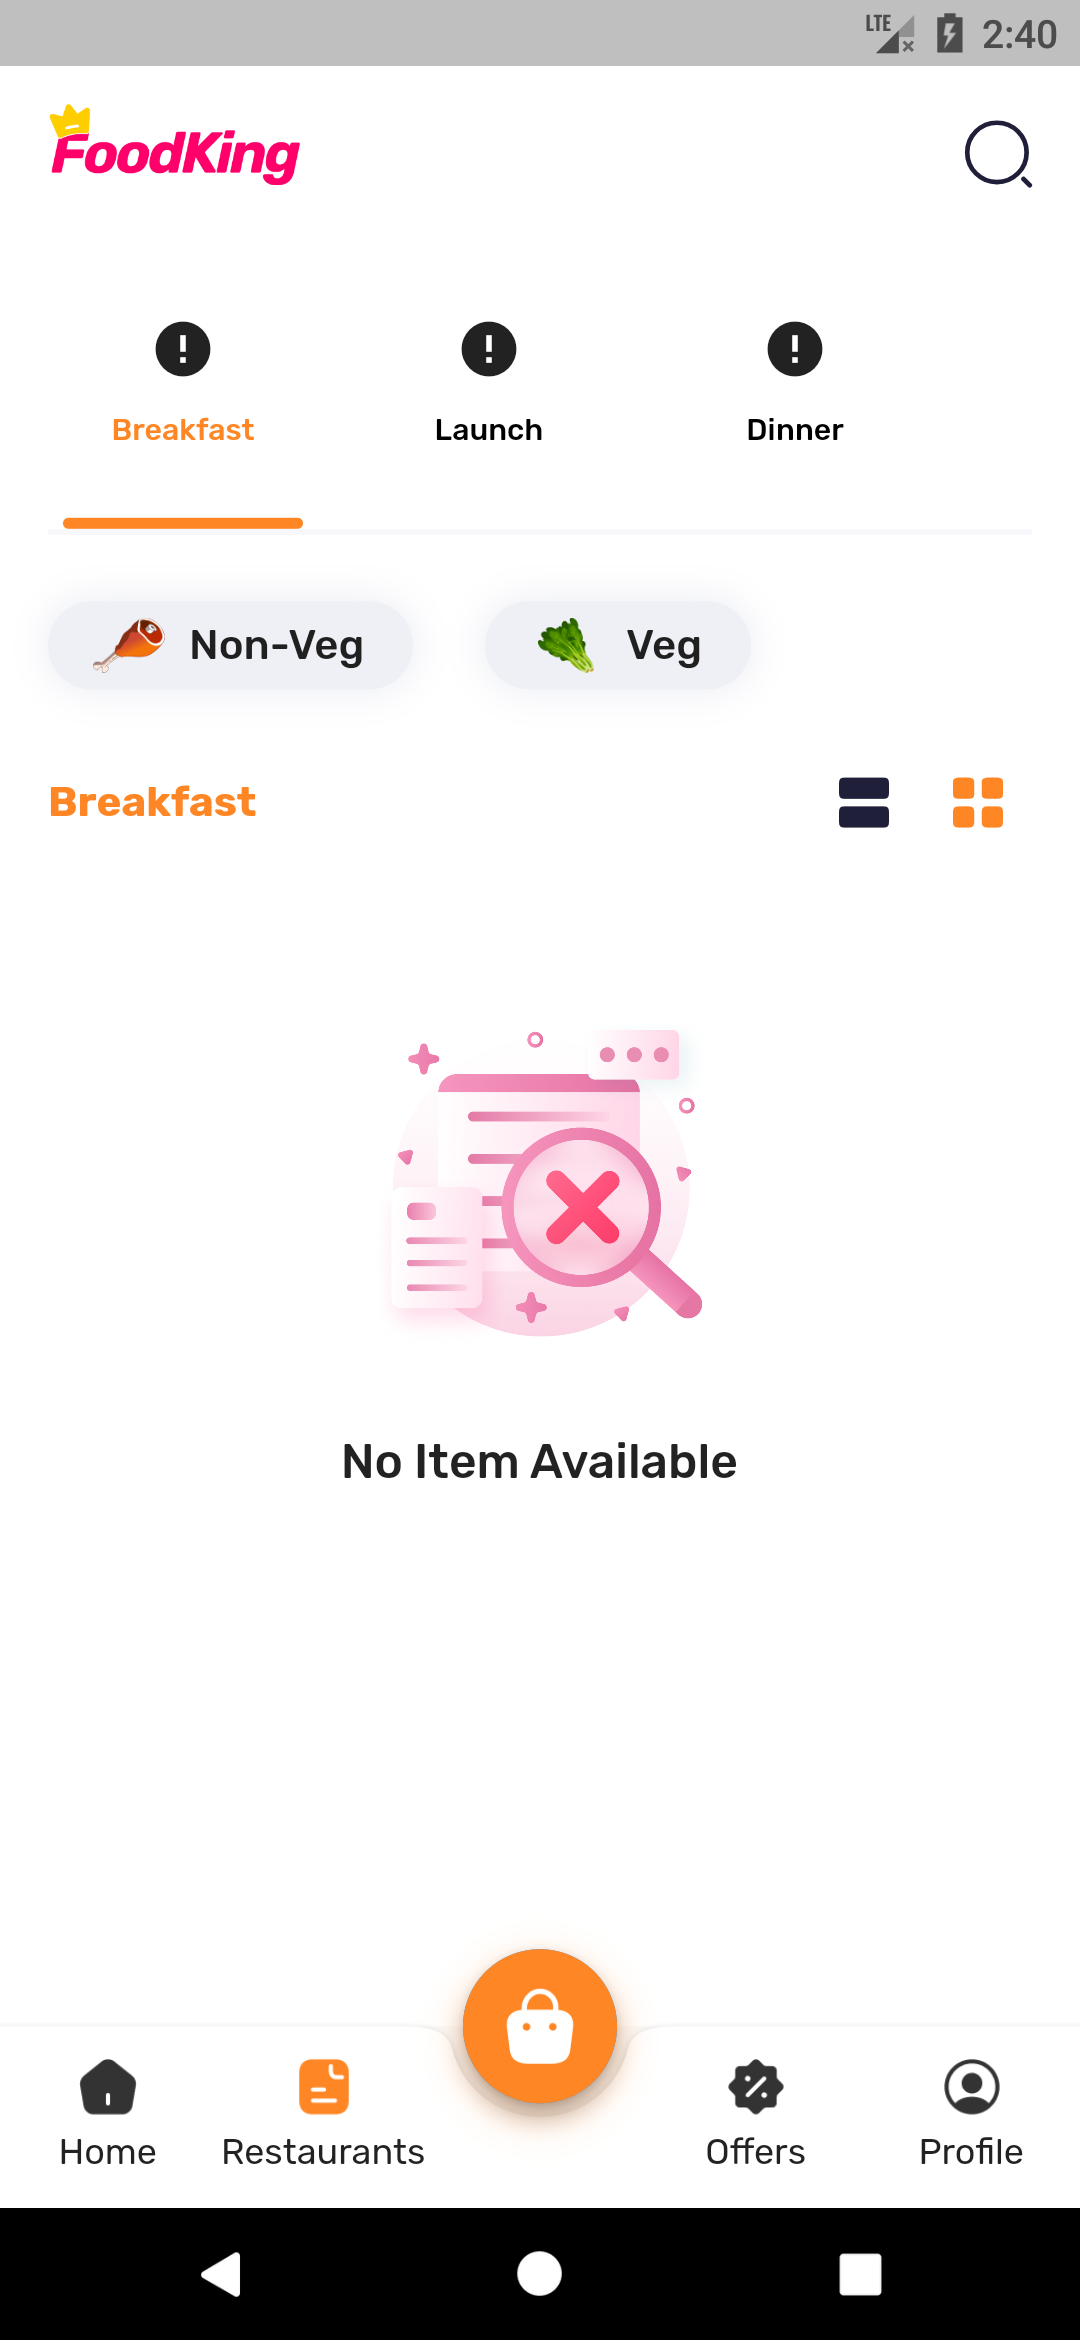 LTE 2:40
FoodKing
Breakfast Launch Dinner
Non-Veg Veg
Breakfast
No Item Available
Home Restaurants Offers Profile